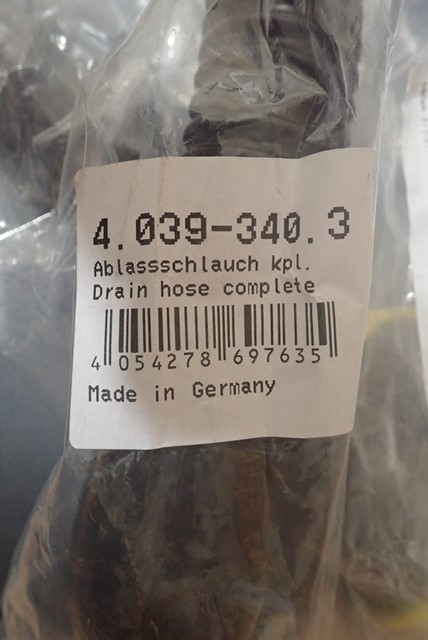 4.039-340.3
Ablassschlauch kpl.
Drain hose complete
4 054278 697635
Made in Germany